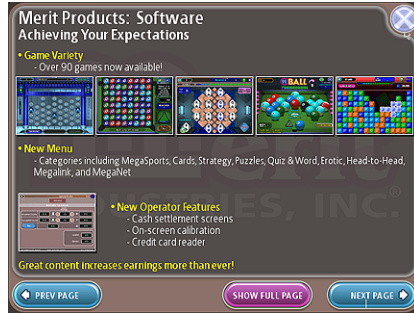 Merit Products: Software
Achieving Your Expectations
• Game Variety
- Over 90 games now available!
BALL
• New Menu
- Categories including MegaSports, Cards, Strategy, Puzzles, Quiz & Word, Erotic, Head-to-Head,
Megalink, and MegaNet
• New Operator Features
- Cash settlement screens
- On-screen calibration
- Credit card reader
INDUSTRIES, INC.
Great content increases earnings more than ever!
PREV PAGE
SHOW FULL PAGE
NEXT PAGE